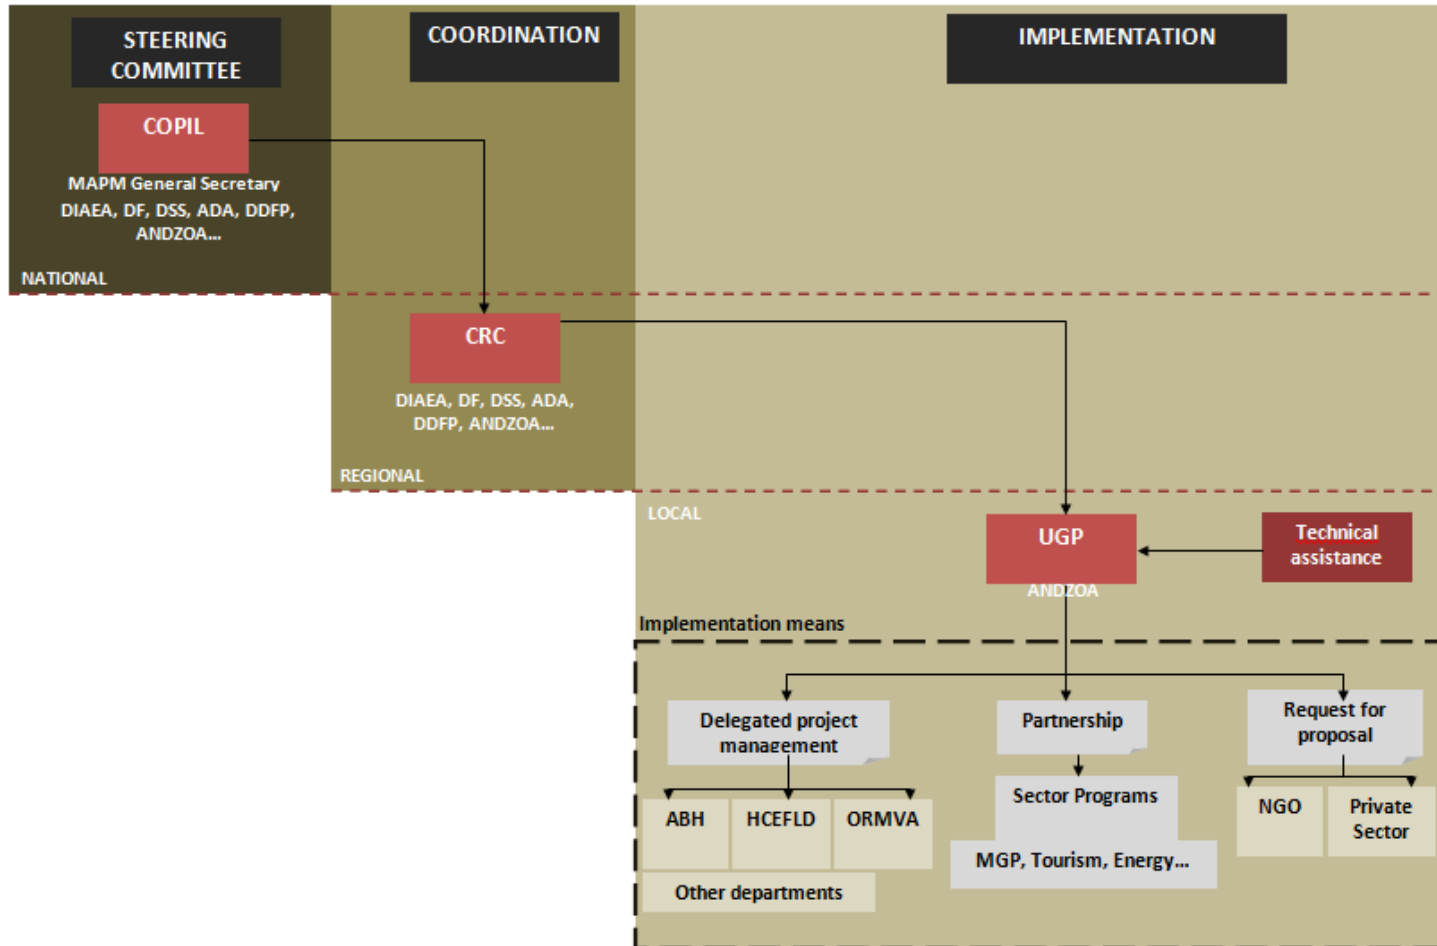 STEERING
COMMITTEE
COORDINATION
IMPLEMENTATION
COPIL
MAPM General Secretary
DIAEA, DF, DSS, ADA, DDFP,
ANDZOA...
NATIONAL
CRC
DIAEA, DF, DSS, ADA,
DDFP, ANDZOA...
REGIONAL
LOCAL
UGP
ANDZOA
Technical
assistance
Implementation means
Delegated project
management
Partnership
Request for
proposal
ABH
HCEFLD
ORMVA
Other departments
Sector Programs
MGP, Tourism, Energy...
NGO
Private
Sector